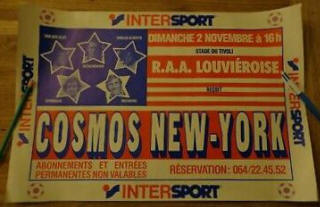 INTERSPORT
DIMANCHE 2 NOVEMBRE à 16h
STADE DU TIVOLI
R.A.A. LOUVIÉROISE
COSMOS NEW-YORK
ABONNEMENTS ET ENTRÉES
PERMANENTES NON VALABLES
RÉSERVATION: 064/22.45.52
INTERSPORT
INTERSPORT
INTERSPORT